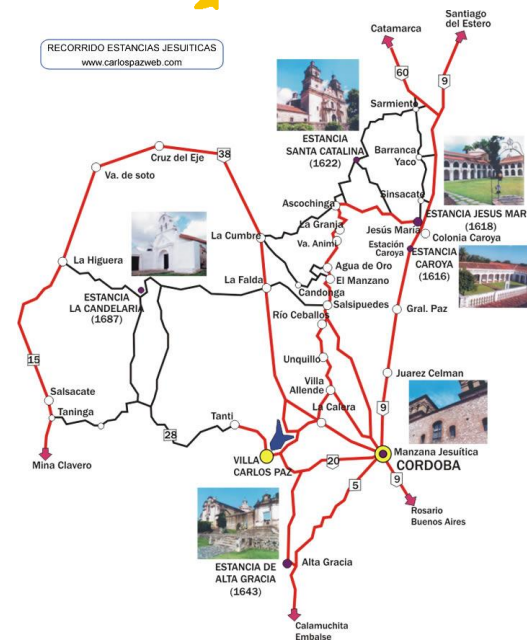 RECORRIDO ESTANCIAS JESUITICAS
www.carlospazweb.com
Santiago
del Estero
Catamarca
60
9
Sarmiento
ESTANCIA
SANTA CATALINA
(1622)
Barranca
Yaco
Cruz del Eje
38
Va. de soto
Sinsacate
Ascochinga
ESTANCIA JESUS MAR
(1618)
La Granja
Jesús María
Va. Animi
Colonia Caroya
Estación
Caroya
ESTANCIA
CAROYA
(1616)
La Cumbre
La Higuera
Agua de Oro
El Manzano
La Falda
Candonga
ESTANCIA
LA CANDELARIA
(1687)
Salsipuedes
Río Ceballos
Gral. Paz
15
Unquillo
Juarez Celman
Villa
Allende
Salsacate
Taninga
La Calera
9
Tanti
28
Mina Clavero
VILLA
CARLOS PAZ
20
Manzana Jesuítica
CORDOBA
5
9
Rosario
Buenos Aires
ESTANCIA DE
ALTA GRACIA
(1643)
Alta Gracia
Calamuchita
Embalse